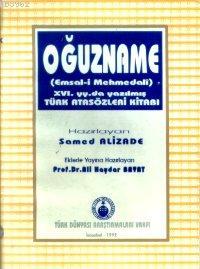 kitapyurdu
OĞUZNAME
(Emsal-i Mehmedali)
XVI. yy.da yazılmış
TÜRK ATASÖZLERİ KİTABI
Hazırlayan
Samed ALİZADE
Eklerle Yayına Hazırlayan
Prof.Dr.Ali Haydar BAYAT
TÜRK DÜNYASI ARAŞTIRMALARI VAKFI
İstanbul - 1992